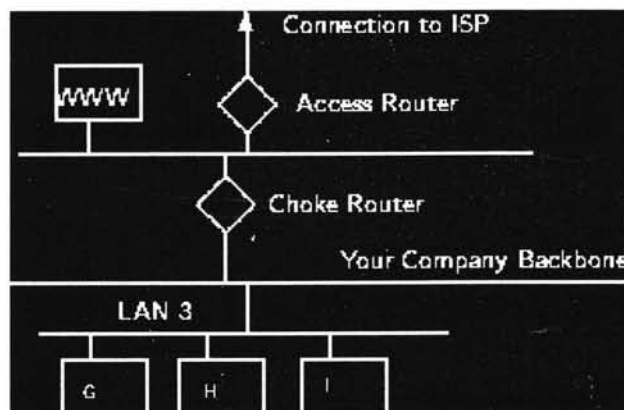 Connection to ISP
WWW
Access Router
Choke Router
Your Company Backbone
LAN 3
G
H
I